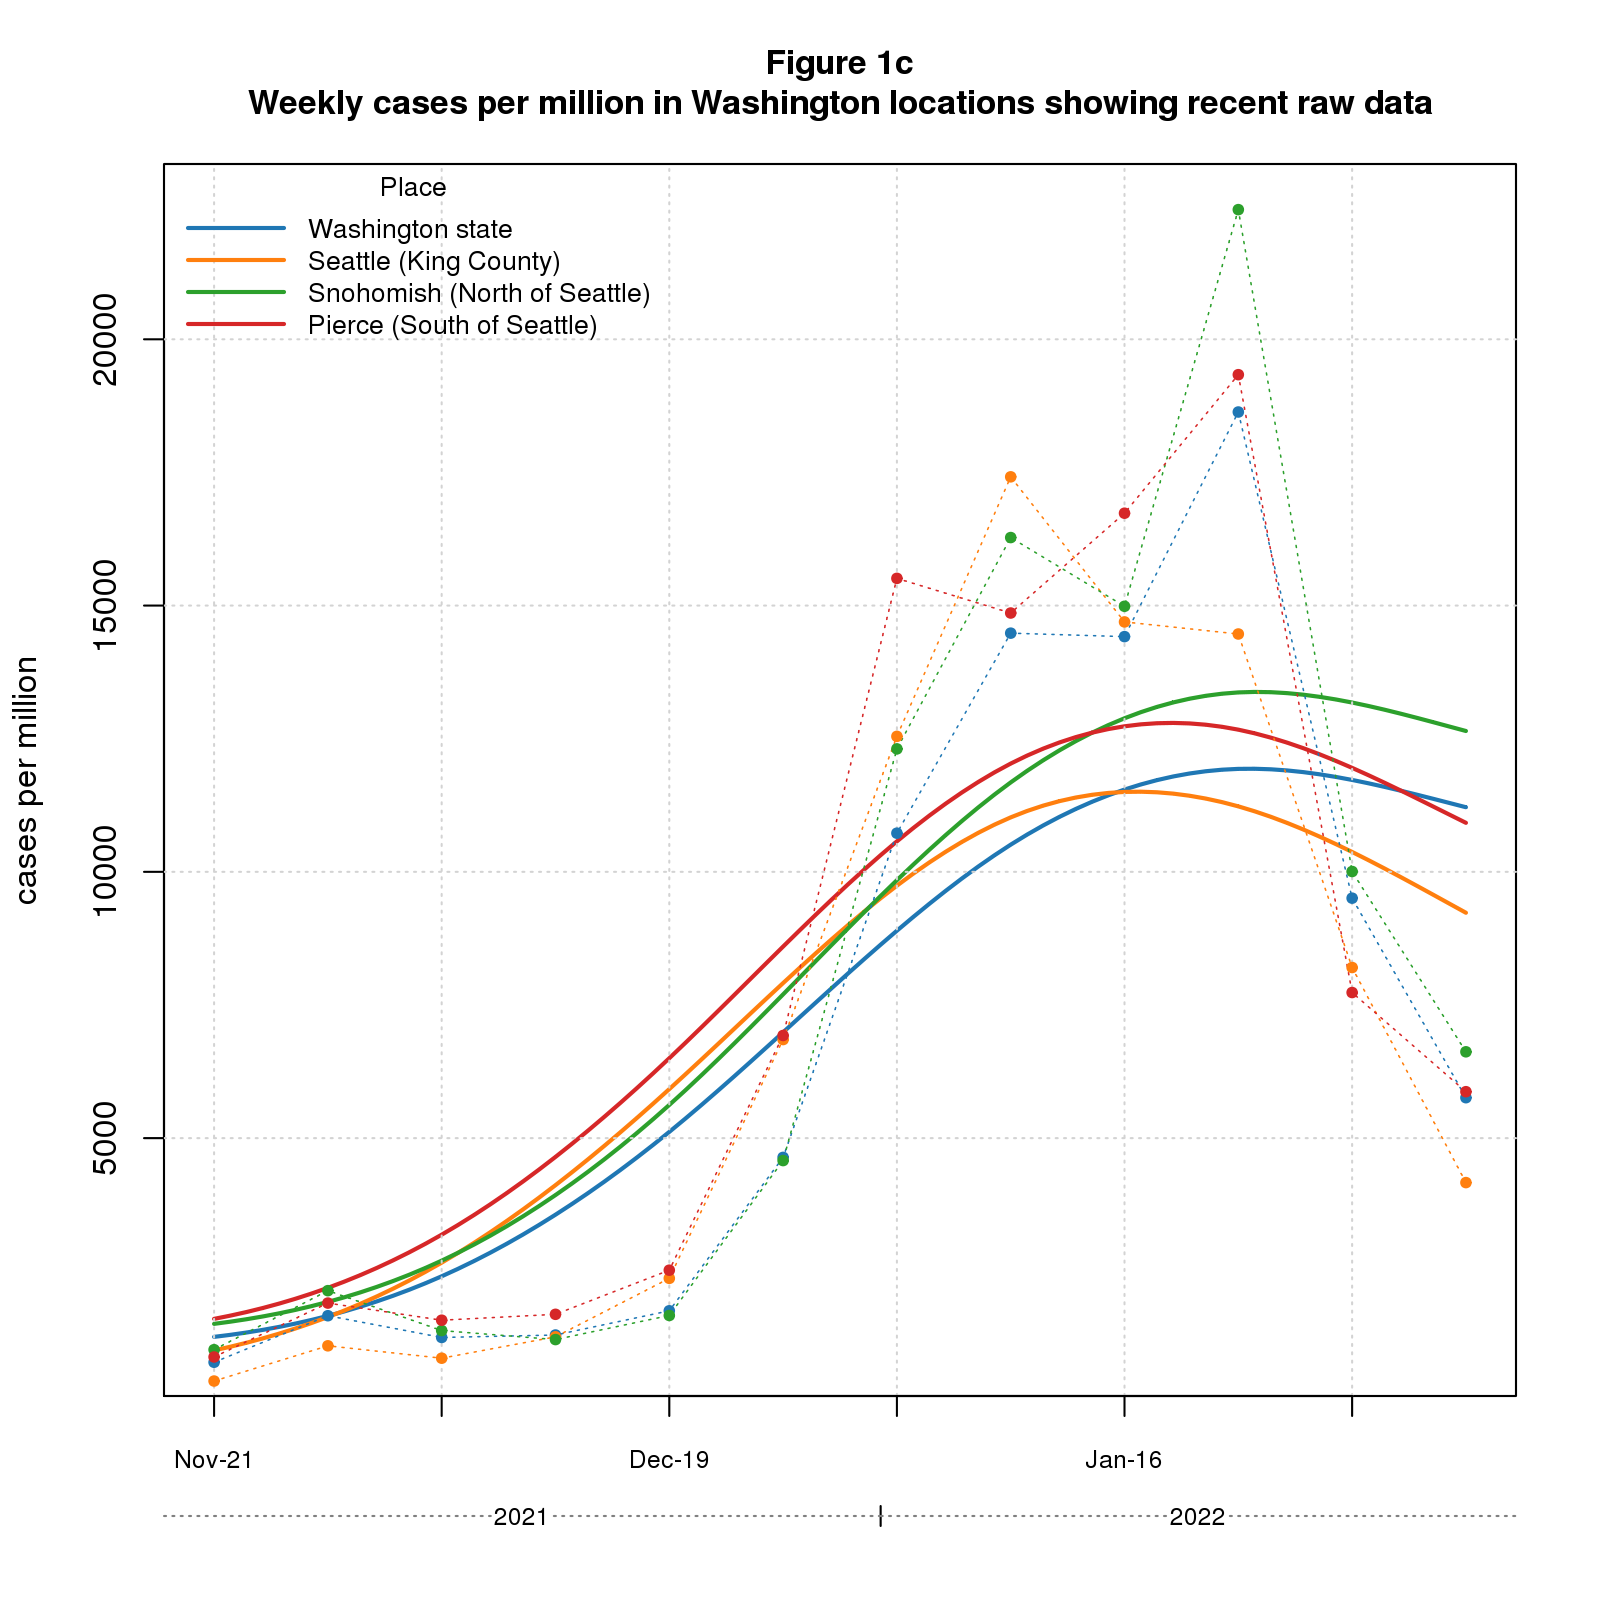 Figure 1c
Weekly cases per million in Washington locations showing recent raw data
Place
Washington state
Seattle (King County)
Snohomish (North of Seattle)
Pierce (South of Seattle)
cases per million
20000
15000
10000
5000
Nov-21 Dec-19 Jan-16
2021 2022